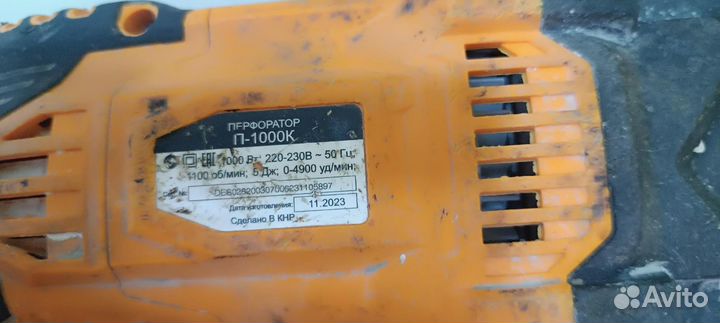 ПЕРФОРАТОР
П-1000К
EAC 1000 Вт; 220-230В ~ 50 Гц;
1100 об/мин; 5 Дж; 0-4900 уд/мин;
Дата изготовления: 11.2023
Сделано В КНР
Avito